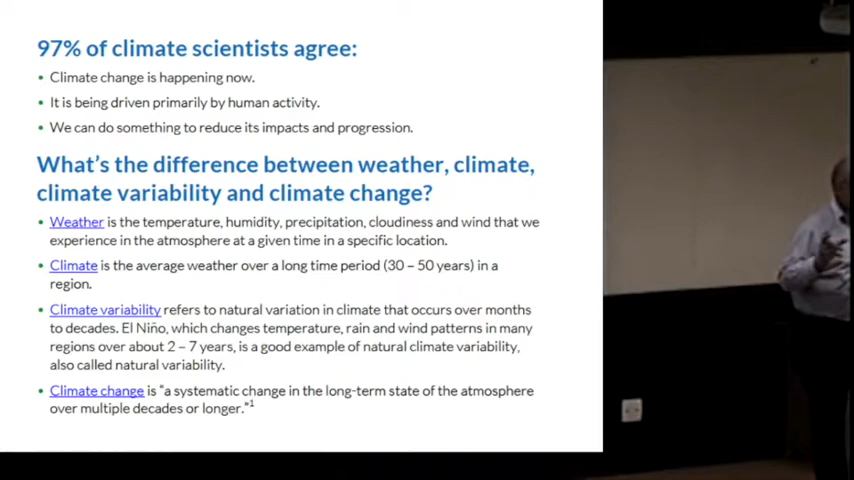 97% of climate scientists agree:
• Climate change is happening now.
• It is being driven primarily by human activity.
• We can do something to reduce its impacts and progression.
What's the difference between weather, climate,
climate variability and climate change?
• Weather is the temperature, humidity, precipitation, cloudiness and wind that we
experience in the atmosphere at a given time in a specific location.
• Climate is the average weather over a long time period (30 – 50 years) in a
region.
• Climate variability refers to natural variation in climate that occurs over months
to decades. El Niño, which changes temperature, rain and wind patterns in many
regions over about 2 – 7 years, is a good example of natural climate variability,
also called natural variability.
• Climate change is "a systematic change in the long-term state of the atmosphere
over multiple decades or longer."1